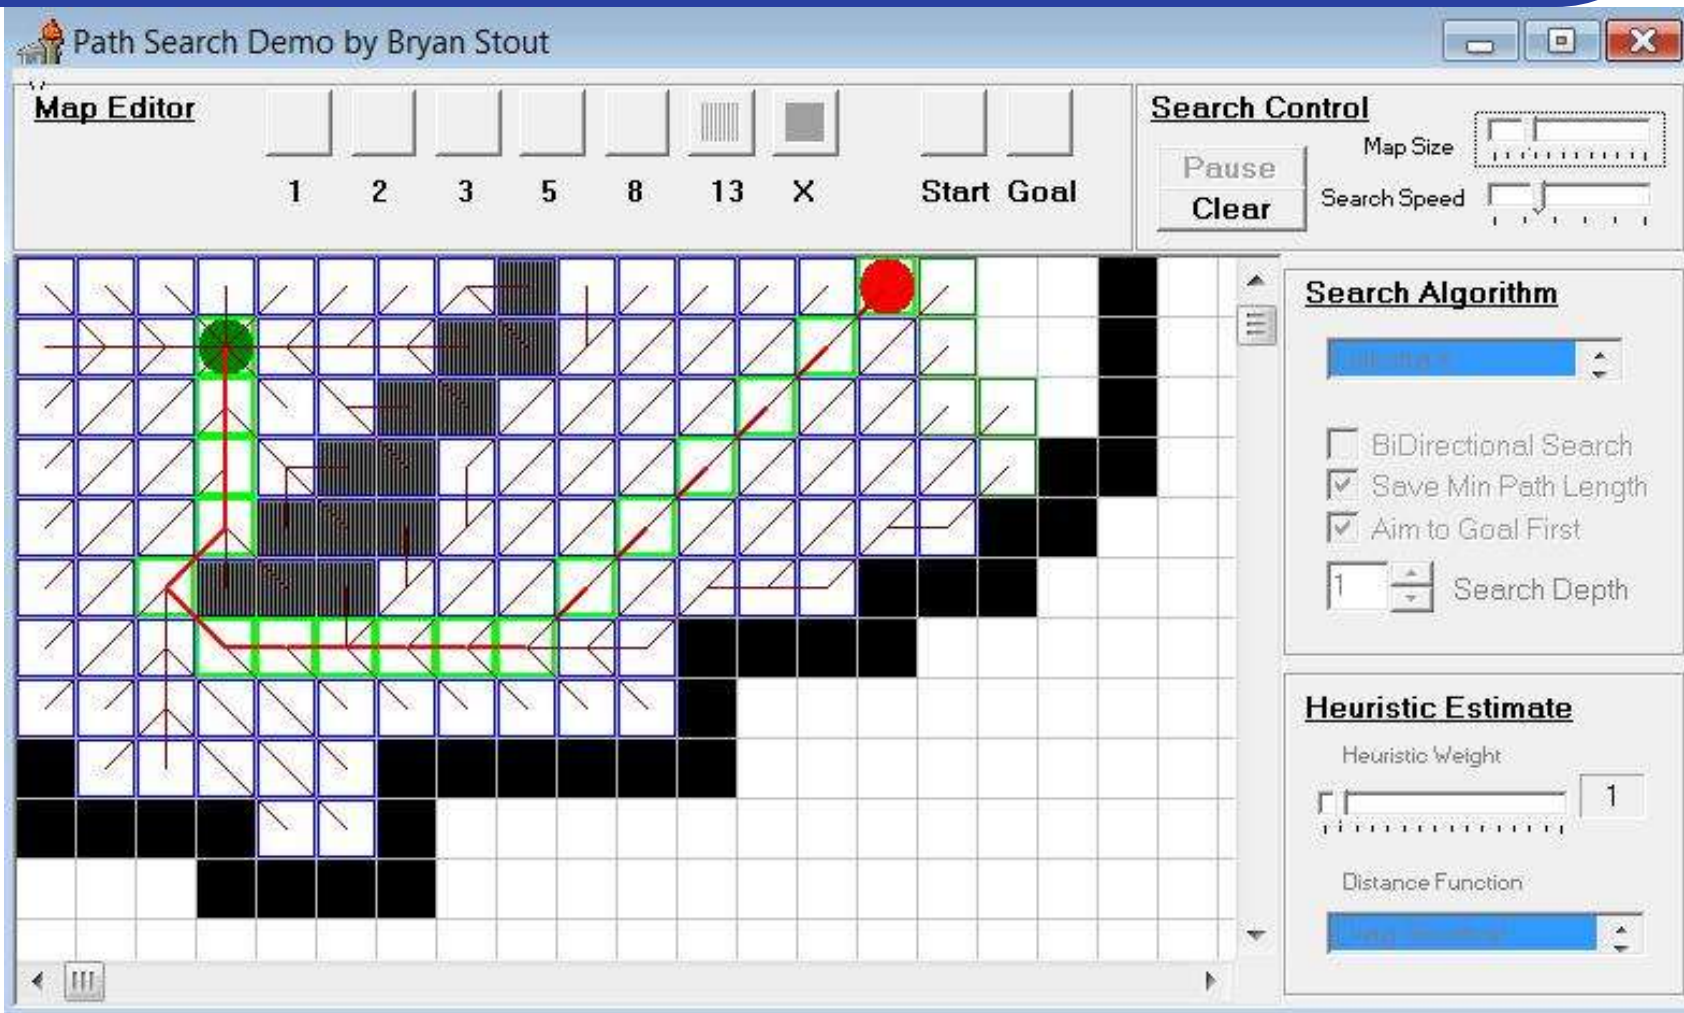 Path Search Demo by Bryan Stout
Map Editor
1 2 3 5 8 13 X Start Goal
Search Control
Map Size
Pause
Search Speed
Clear
Search Algorithm
BiDirectional Search
Save Min Path Length
Aim to Goal First
1 Search Depth
Heuristic Estimate
Heuristic Weight
1
Distance Function